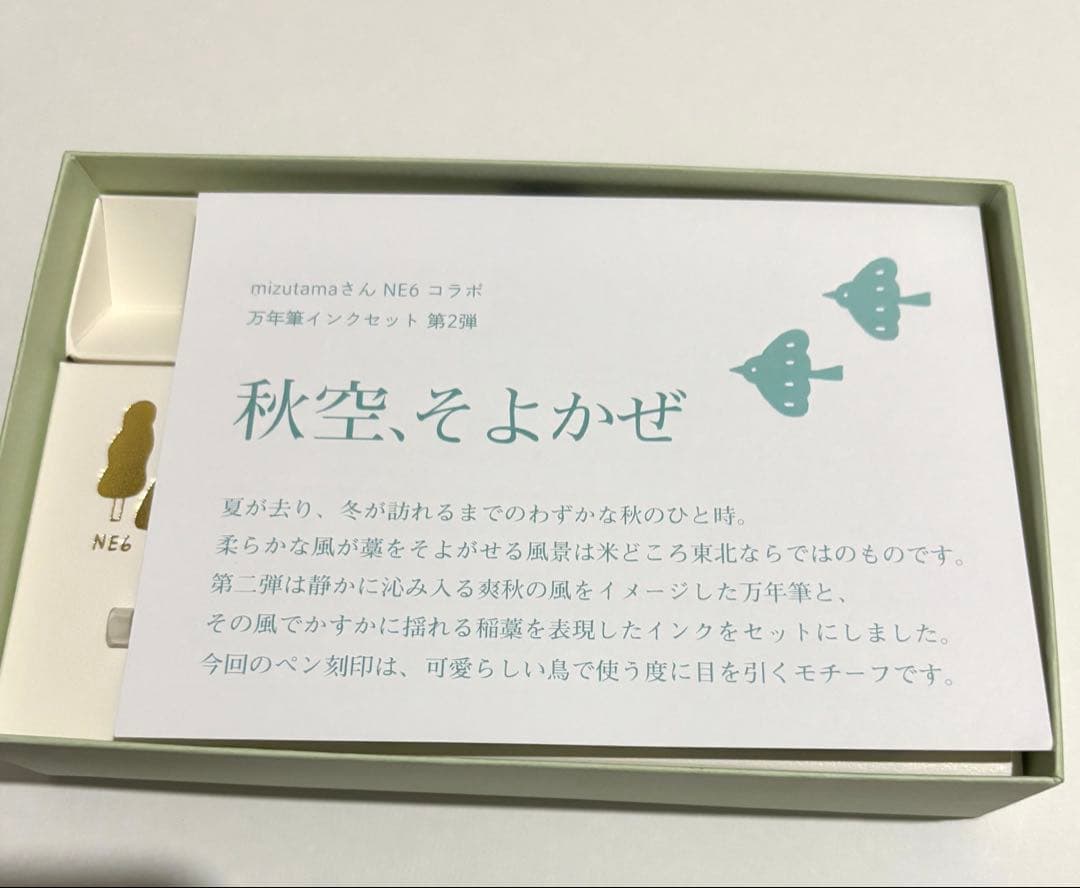 mizutamaさん NE6 コラボ
万年筆インクセット 第2弾
秋空、そよかぜ
夏が去り、冬が訪れるまでのわずかな秋のひと時。
柔らかな風が藁をそよがせる風景は米どころ東北ならではのものです。
第二弾は静かに沁み入る爽秋の風をイメージした万年筆と、
その風でかすかに揺れる稲藁を表現したインクをセットにしました。
今回のペン刻印は、可愛らしい鳥で使う度に目を引くモチーフです。
NE6